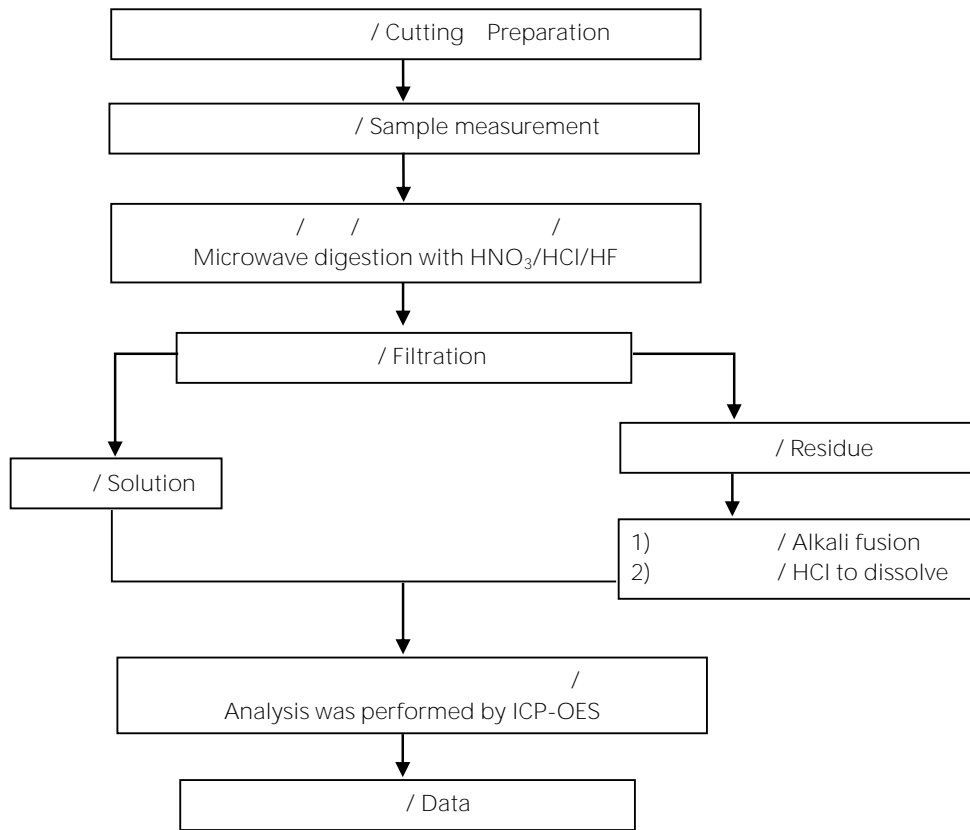 / Cutting Preparation
/ Sample measurement
/ / /
Microwave digestion with HNO₃/HCl/HF
/ Filtration
/ Solution
/ Residue
1) / Alkali fusion
2) / HCl to dissolve
/
Analysis was performed by ICP-OES
/ Data